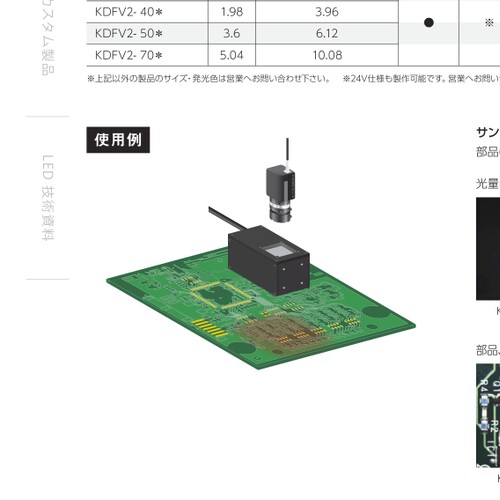 KDFV2- 40＊ 1.98 3.96
KDFV2- 50＊ 3.6 6.12 ● ※
KDFV2- 70＊ 5.04 10.08
※上記以外の製品のサイズ・発光色は営業へお問い合わせ下さい。 ※24V仕様も製作可能です。営業へお問い
カスタム製品
LED 技術資料
使用例
サン
部品
光量
部品
R4
Q1
R2